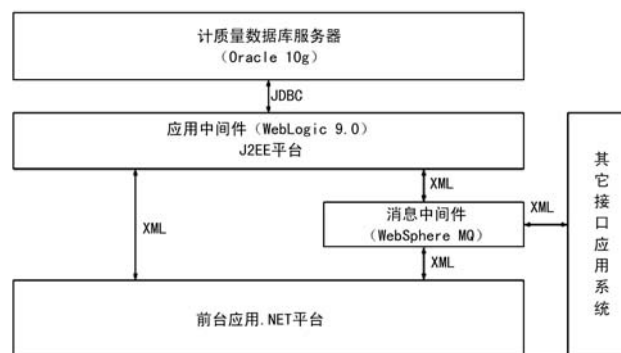 计质量数据库服务器
（Oracle 10g）
JDBC
应用中间件（WebLogic 9.0）
J2EE平台
XML
XML
消息中间件
（WebSphere MQ）
XML
XML
前台应用.NET平台
其它接口应用系统